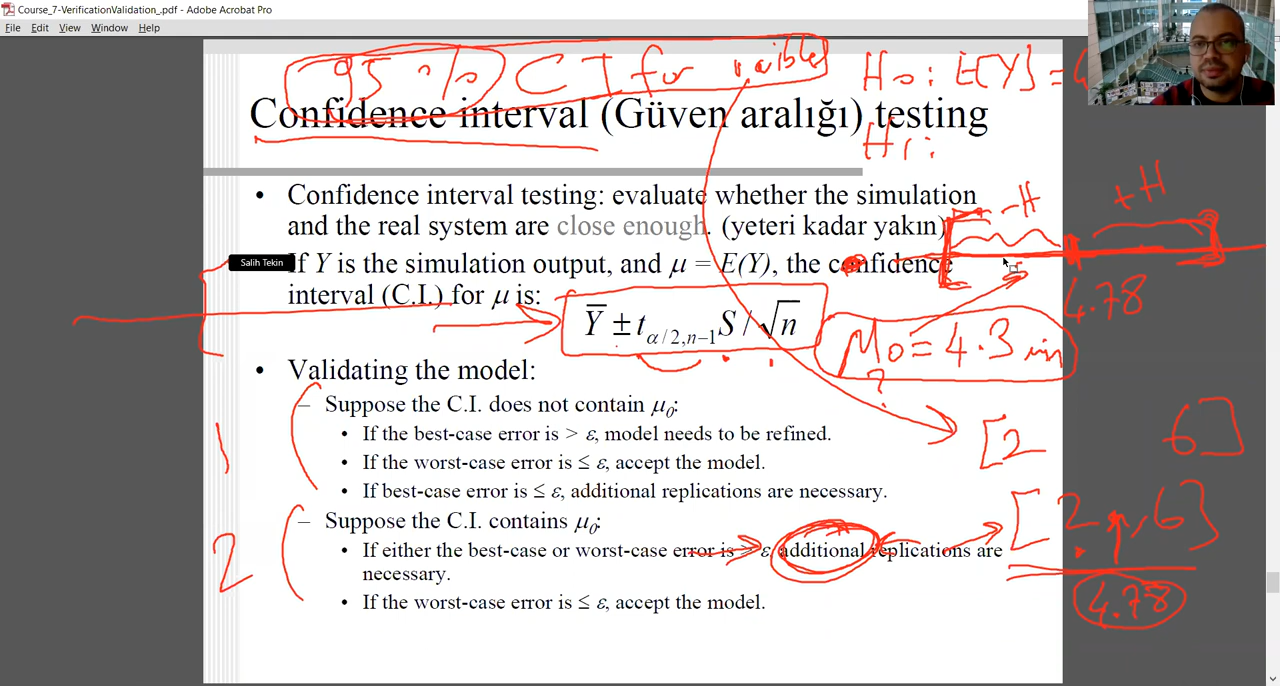 Course_7-VerificationValidation_.pdf - Adobe Acrobat Pro
File Edit View Window Help
95 % CI for
H0: E[Y] =
Confidence interval (Güven aralığı) testing
H1:
• Confidence interval testing: evaluate whether the simulation
and the real system are close enough. (yeteri kadar yakın)
-H
+H
Salih Tekin
If Y is the simulation output, and μ = E(Y), the confidence
interval (C.I.) for μ is:
4.78
Y̅ ± tα/2,n−1 S / √n
μ0 = 4.3 min
?
• Validating the model:
1
– Suppose the C.I. does not contain μ0:
• If the best-case error is > ε, model needs to be refined.
[2 6]
• If the worst-case error is ≤ ε, accept the model.
• If best-case error is ≤ ε, additional replications are necessary.
2
– Suppose the C.I. contains μ0:
[2, 6]
• If either the best-case or worst-case error is > ε, additional replications are
necessary.
4.78
• If the worst-case error is ≤ ε, accept the model.